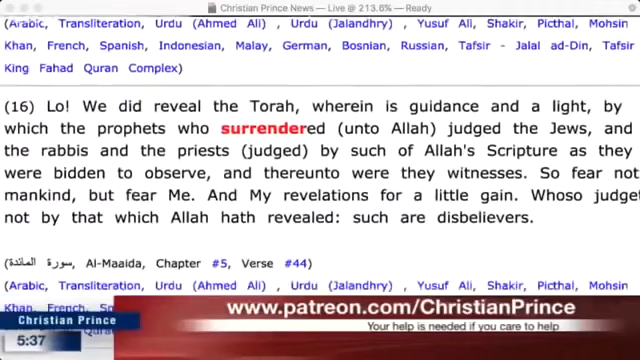 Christian Prince News — Live @ 213.6% — Ready
(Arabic, Transliteration, Urdu (Ahmed Ali) , Urdu (Jalandhry) , Yusuf Ali, Shakir, Picthal, Mohsin
Khan, French, Spanish, Indonesian, Malay, German, Bosnian, Russian, Tafsir - Jalal ad-Din, Tafsir
King Fahad Quran Complex)
(16) Lo! We did reveal the Torah, wherein is guidance and a light, by
which the prophets who surrendered (unto Allah) judged the Jews, and
the rabbis and the priests (judged) by such of Allah's Scripture as they
were bidden to observe, and thereunto were they witnesses. So fear not
mankind, but fear Me. And My revelations for a little gain. Whoso judget
not by that which Allah hath revealed: such are disbelievers.
(سورة المائدة, Al-Maaida, Chapter #5, Verse #44)
(Arabic, Transliteration, Urdu (Ahmed Ali) , Urdu (Jalandhry) , Yusuf Ali, Shakir, Picthal, Mohsin
Khan, French, Sp
www.patreon.com/ChristianPrince
Christian Prince
Your help is needed if you care to help
5:37